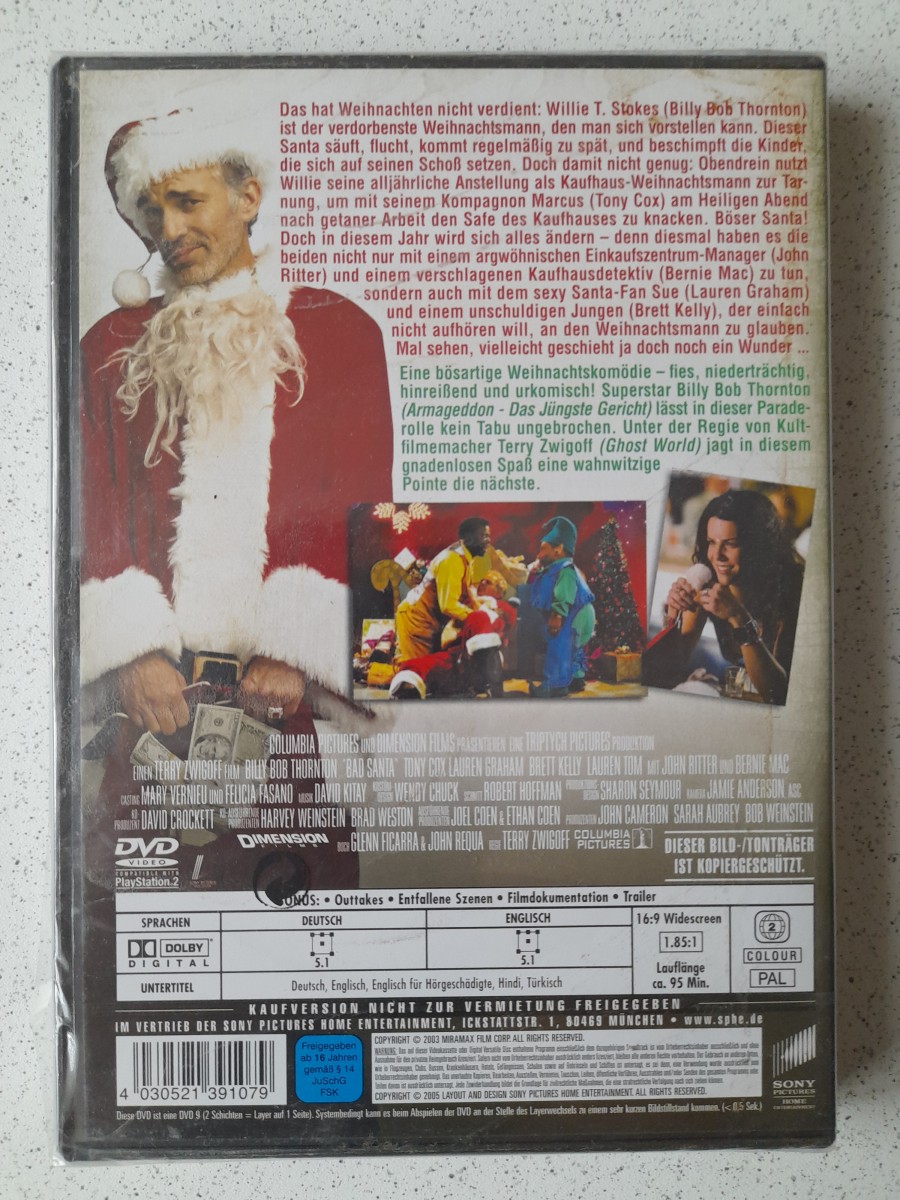 Das hat Weihnachten nicht verdient: Willie T. Stokes (Billy Bob Thornton)
ist der verdorbenste Weihnachtsmann, den man sich vorstellen kann. Dieser
Santa säuft, flucht, kommt regelmäßig zu spät, und beschimpft die Kinder,
die sich auf seinen Schoß setzen. Doch damit nicht genug: Obendrein nutzt
Willie seine alljährliche Anstellung als Kaufhaus-Weihnachtsmann zur Tar-
nung, um mit seinem Kompagnon Marcus (Tony Cox) am Heiligen Abend
nach getaner Arbeit den Safe des Kaufhauses zu knacken. Böser Santa!
Doch in diesem Jahr wird sich alles ändern – denn diesmal haben es die
beiden nicht nur mit einem argwöhnischen Einkaufszentrum-Manager (John
Ritter) und einem verschlagenen Kaufhausdetektiv (Bernie Mac) zu tun,
sondern auch mit dem sexy Santa-Fan Sue (Lauren Graham)
und einem unschuldigen Jungen (Brett Kelly), der einfach
nicht aufhören will, an den Weihnachtsmann zu glauben.
Mal sehen, vielleicht geschieht ja doch noch ein Wunder ...
Eine bösartige Weihnachtskomödie – fies, niederträchtig,
hinreißend und urkomisch! Superstar Billy Bob Thornton
(Armageddon - Das Jüngste Gericht) lässt in dieser Parade-
rolle kein Tabu ungebrochen. Unter der Regie von Kult-
filmemacher Terry Zwigoff (Ghost World) jagt in diesem
gnadenlosen Spaß eine wahnwitzige
Pointe die nächste.
COLUMBIA PICTURES UND DIMENSION FILMS PRÄSENTIEREN EINE TRIPTYCH PICTURES PRODUKTION
EINEN TERRY ZWIGOFF FILM BILLY BOB THORNTON "BAD SANTA" TONY COX LAUREN GRAHAM BRETT KELLY LAUREN TOM MIT JOHN RITTER UND BERNIE MAC
CASTING MARY VERNIEU UND FELICIA FASANO MUSIK DAVID KITAY WENDY CHUCK SCHNITT ROBERT HOFFMAN SHARON SEYMOUR KAMERA JAMIE ANDERSON ASC
KO-PRODUZENT DAVID CROCKETT HARVEY WEINSTEIN BRAD WESTON JOEL COEN & ETHAN COEN PRODUZENTEN JOHN CAMERON SARAH AUBREY BOB WEINSTEIN
DIMENSION FILMS BUCH GLENN FICARRA & JOHN REQUA REGIE TERRY ZWIGOFF COLUMBIA PICTURES
DVD VIDEO
COMPATIBLE WITH
PlayStation.2
DIESER BILD-/TONTRÄGER
IST KOPIERGESCHÜTZT.
BONUS: • Outtakes • Entfallene Szenen • Filmdokumentation • Trailer
SPRACHEN DEUTSCH ENGLISCH 16:9 Widescreen
DOLBY DIGITAL 5.1 5.1 1.85:1
2
COLOUR
PAL
Lauflänge
ca. 95 Min.
UNTERTITEL Deutsch, Englisch, Englisch für Hörgeschädigte, Hindi, Türkisch
KAUFVERSION NICHT ZUR VERMIETUNG FREIGEGEBEN
IM VERTRIEB DER SONY PICTURES HOME ENTERTAINMENT, ICKSTATTSTR. 1, 80469 MÜNCHEN • www.sphe.de
4 030521 391079
Freigegeben
ab 16 Jahren
gemäß § 14
JuSchG
FSK
COPYRIGHT © 2003 MIRAMAX FILM CORP. ALL RIGHTS RESERVED.
COPYRIGHT © 2005 LAYOUT AND DESIGN SONY PICTURES HOME ENTERTAINMENT. ALL RIGHTS RESERVED.
SONY
PICTURES
HOME
ENTERTAINMENT
Diese DVD ist eine DVD 9 (2 Schichten = Layer auf 1 Seite). Systembedingt kann es beim Abspielen der DVD an der Stelle des Layerwechsels zu einem sehr kurzen Bildstillstand kommen. (< 0,5 Sek.)